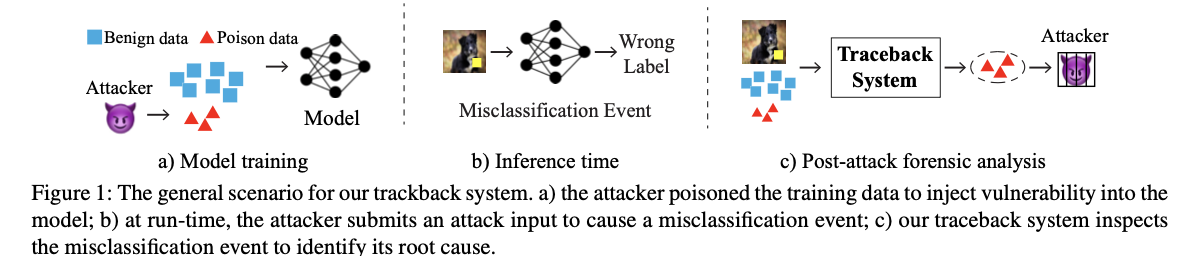 Benign data
Poison data
Attacker
Model
a) Model training
Wrong
Label
Misclassification Event
b) Inference time
Traceback
System
Attacker
c) Post-attack forensic analysis
Figure 1: The general scenario for our trackback system. a) the attacker poisoned the training data to inject vulnerability into the
model; b) at run-time, the attacker submits an attack input to cause a misclassification event; c) our traceback system inspects
the misclassification event to identify its root cause.